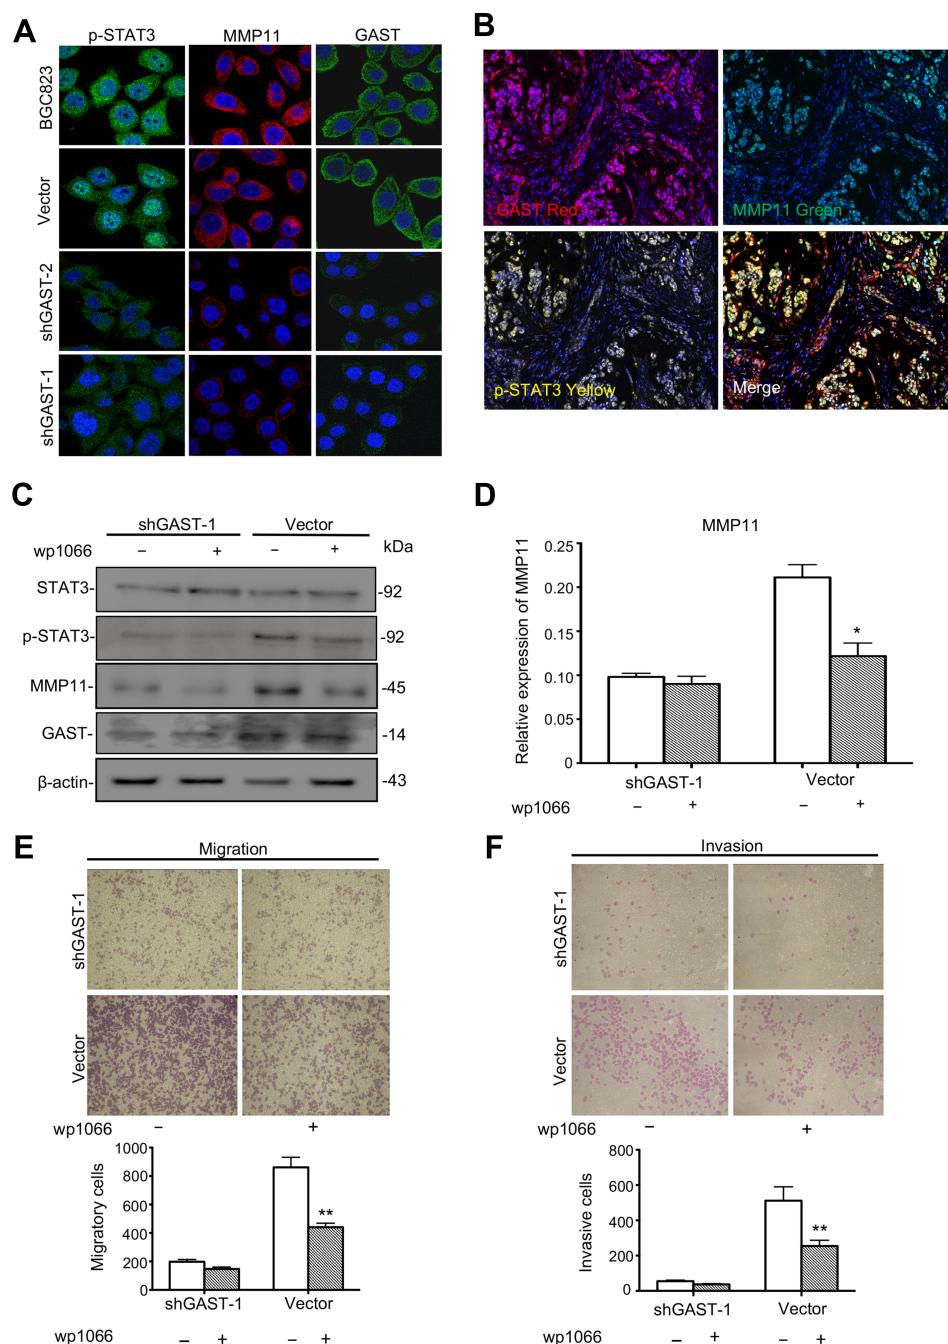 A
p-STAT3 MMP11 GAST
BGC823
Vector
shGAST-2
shGAST-1
B
GAST Red
MMP11 Green
p-STAT3 Yellow
Merge
C
shGAST-1 Vector
wp1066 – + – + kDa
STAT3- -92
p-STAT3- -92
MMP11- -45
GAST- -14
β-actin- -43
D
MMP11
Relative expression of MMP11
0.25
0.20
0.15
0.10
0.05
0
*
shGAST-1 Vector
wp1066 – + – +
E
Migration
shGAST-1
Vector
wp1066 – +
Migratory cells
1000
800
600
400
200
0
**
shGAST-1 Vector
wp1066 – + – +
F
Invasion
shGAST-1
Vector
wp1066 – +
Invasive cells
800
600
400
200
0
**
shGAST-1 Vector
wp1066 – + – +